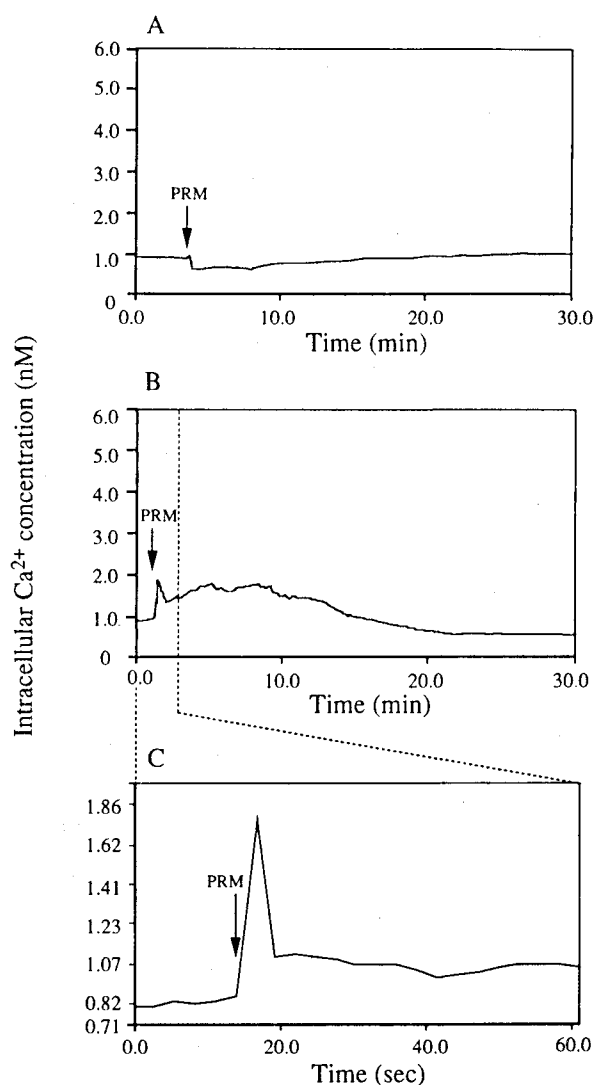 A
6.0
5.0
4.0
3.0
2.0
1.0
0
PRM
0.0 10.0 20.0 30.0
Time (min)
Intracellular Ca²⁺ concentration (nM)
B
6.0
5.0
4.0
3.0
2.0
1.0
0
PRM
0.0 10.0 20.0 30.0
Time (min)
C
1.86
1.62
1.41
1.23
1.07
0.82
0.71
PRM
0.0 20.0 40.0 60.0
Time (sec)